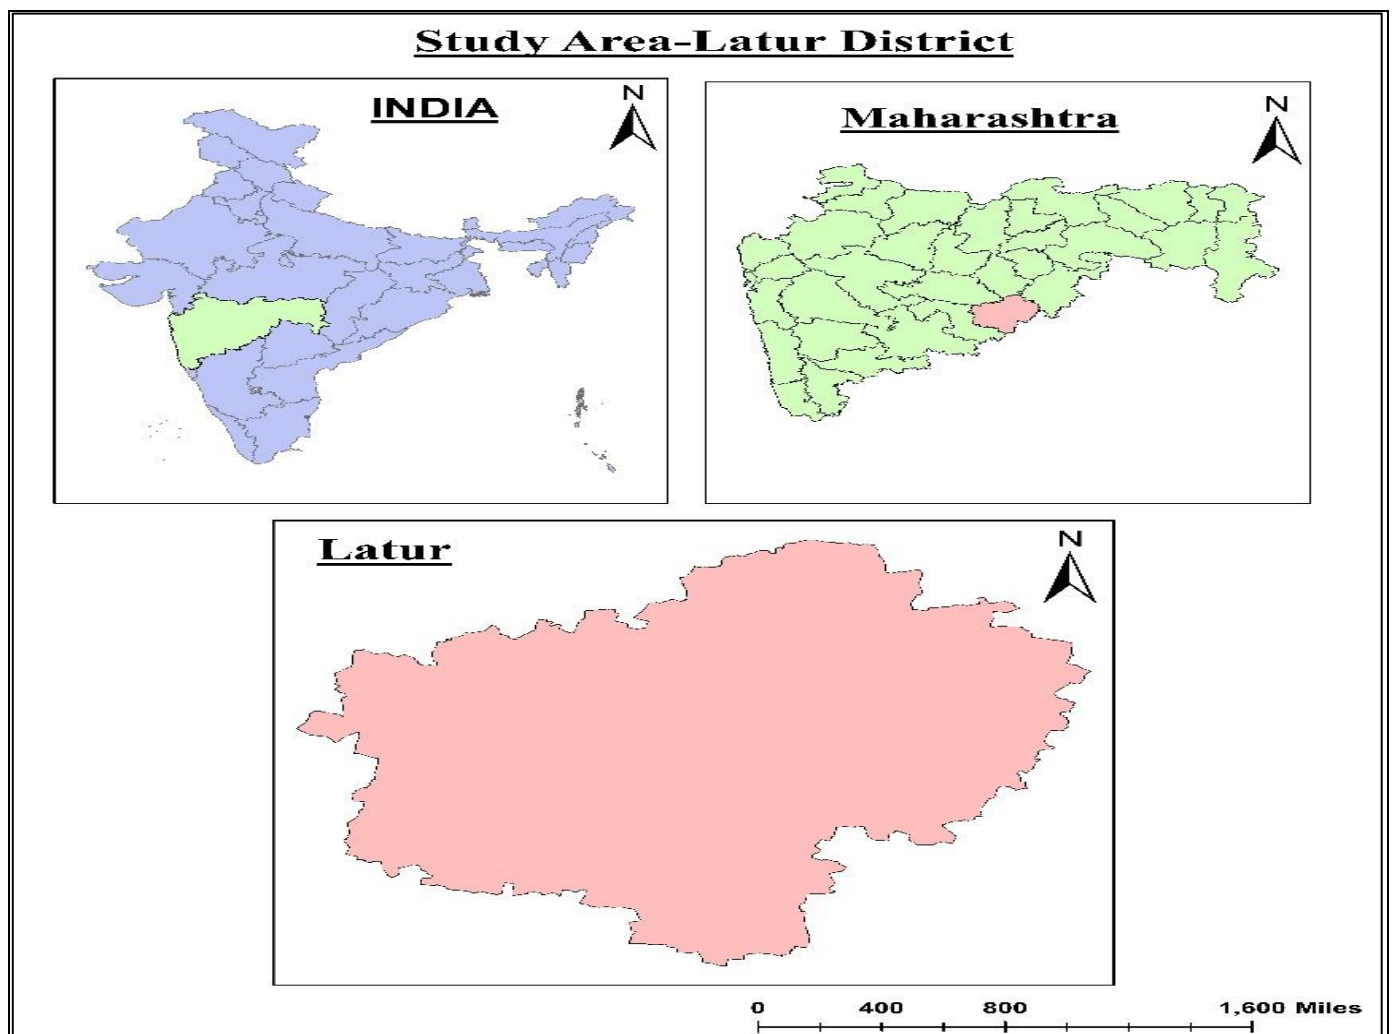 Study Area-Latur District
INDIA
N
Maharashtra
N
Latur
N
0 400 800 1,600 Miles